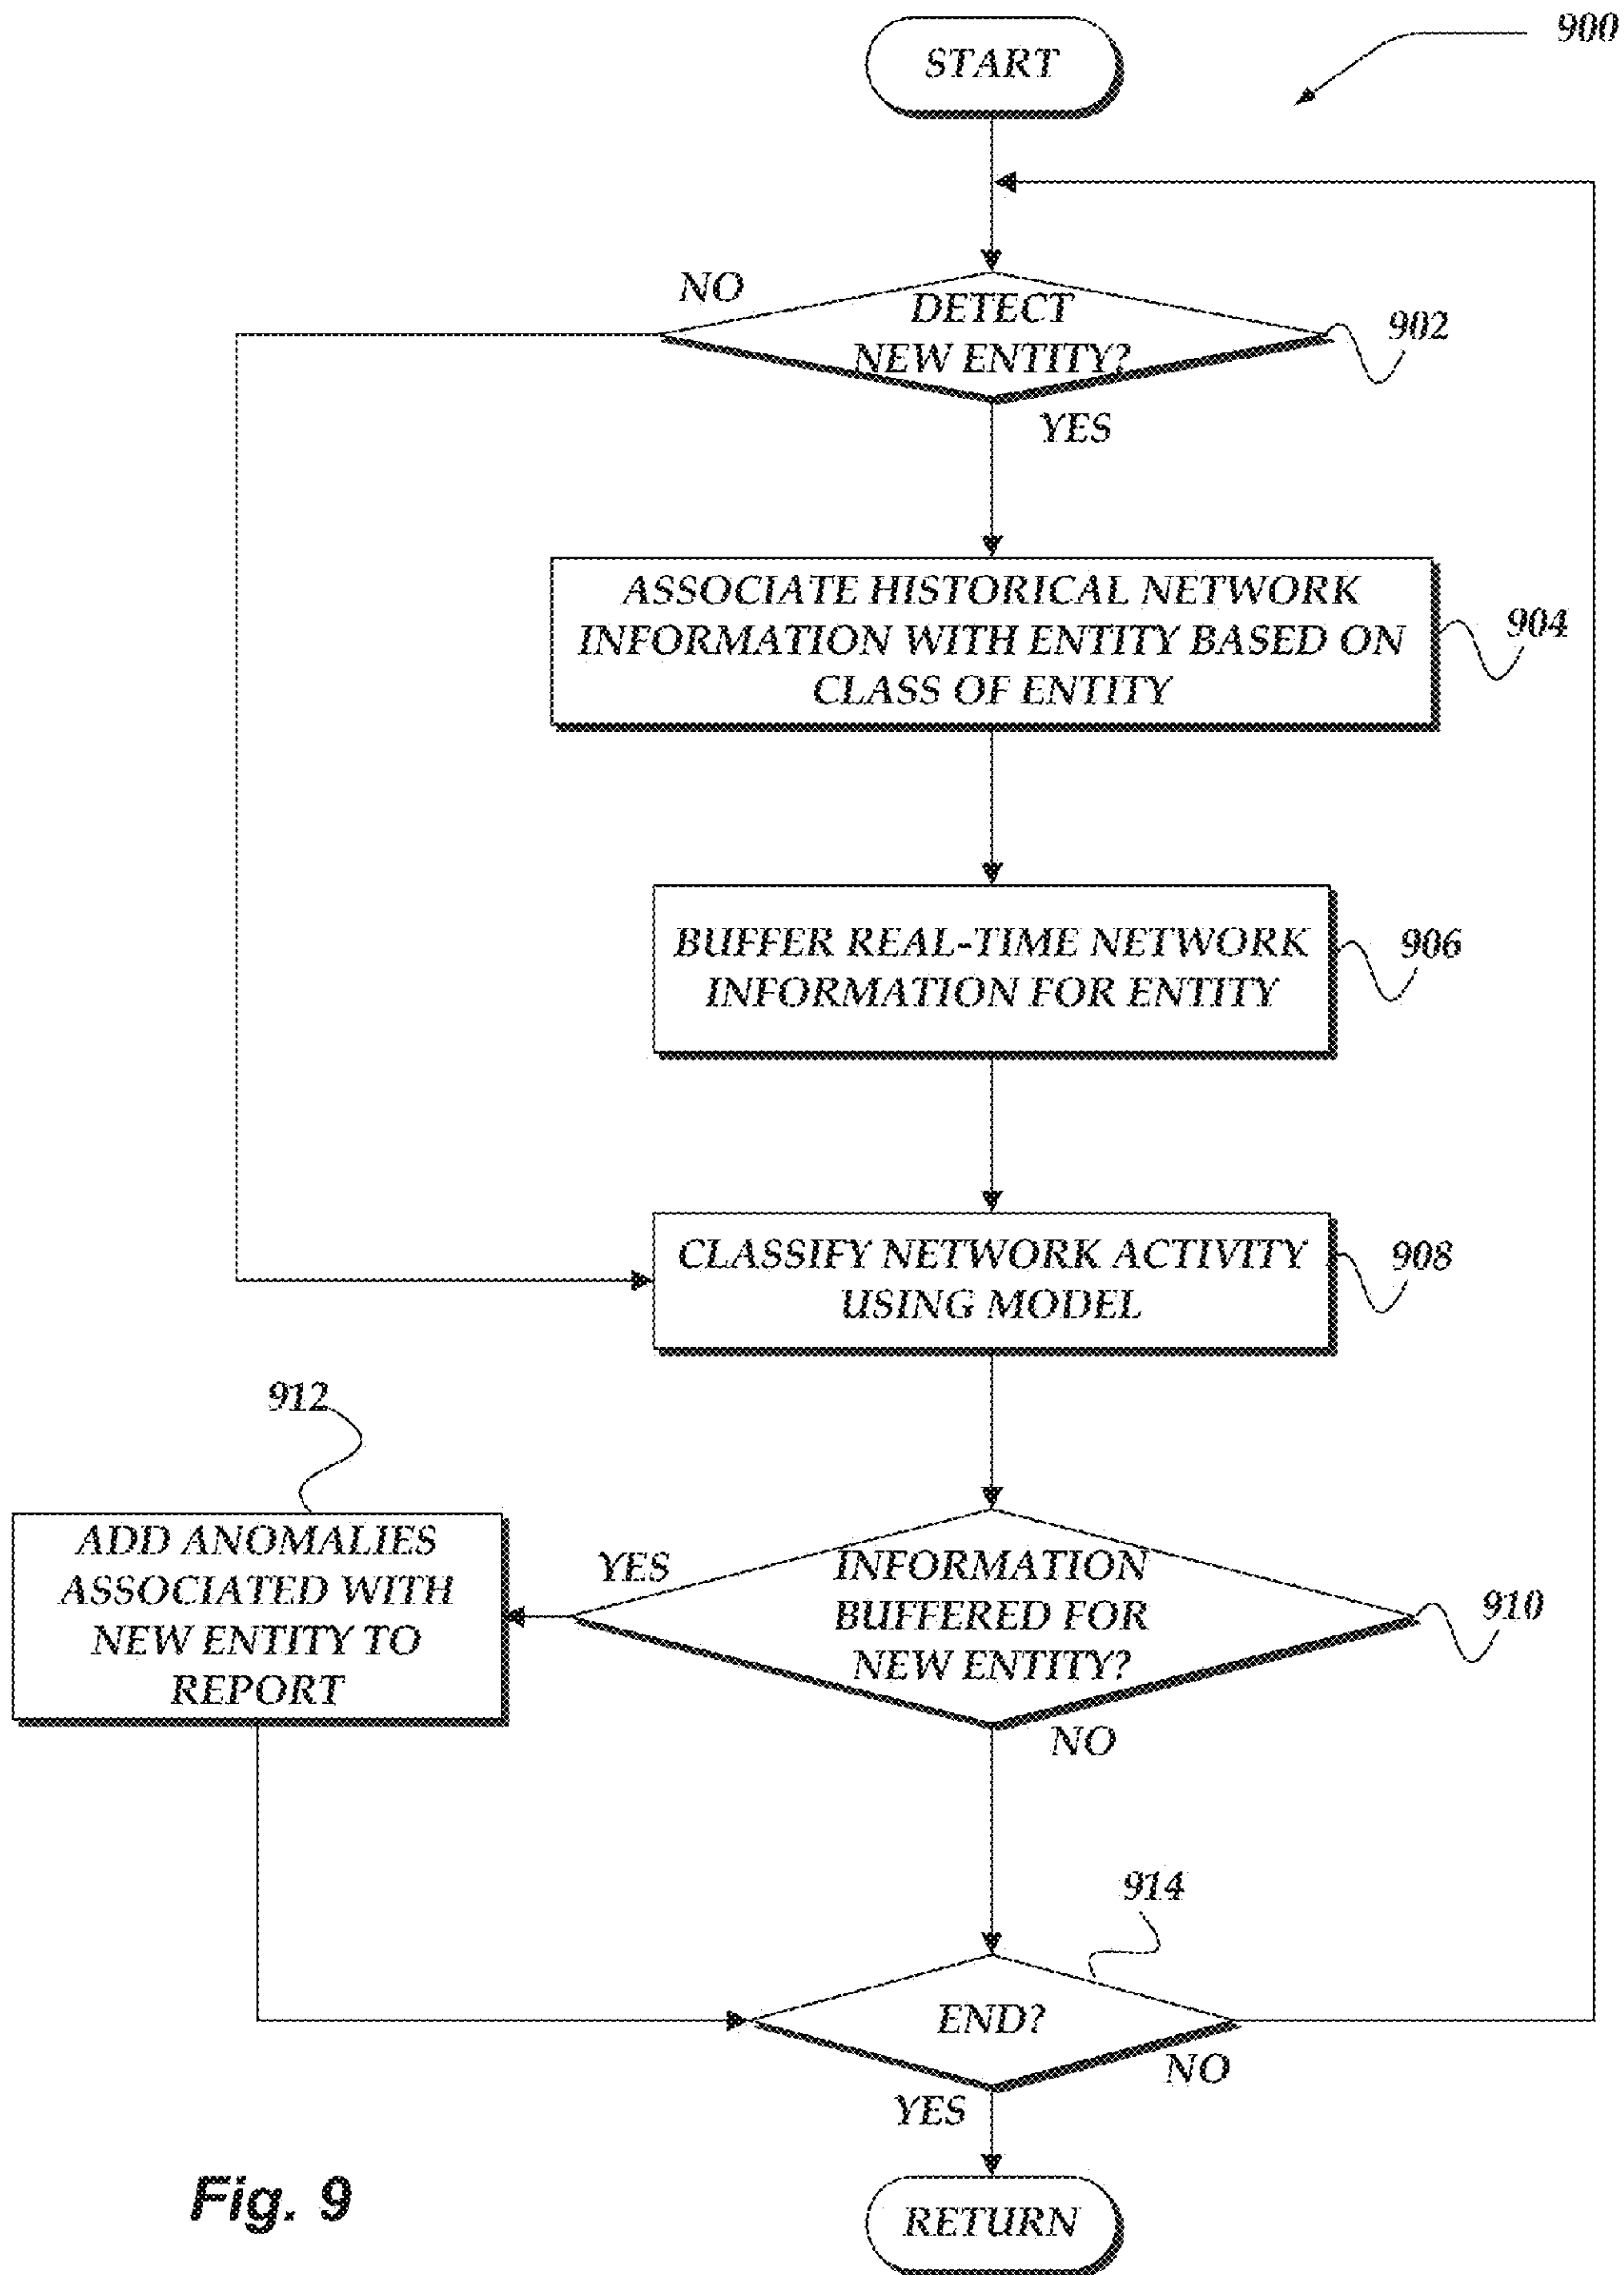 900
START
NO
DETECT
NEW ENTITY?
902
YES
ASSOCIATE HISTORICAL NETWORK
INFORMATION WITH ENTITY BASED ON
CLASS OF ENTITY
904
BUFFER REAL-TIME NETWORK
INFORMATION FOR ENTITY
906
CLASSIFY NETWORK ACTIVITY
USING MODEL
908
912
ADD ANOMALIES
ASSOCIATED WITH
NEW ENTITY TO
REPORT
YES
INFORMATION
BUFFERED FOR
NEW ENTITY?
910
NO
914
END?
NO
YES
RETURN
Fig. 9